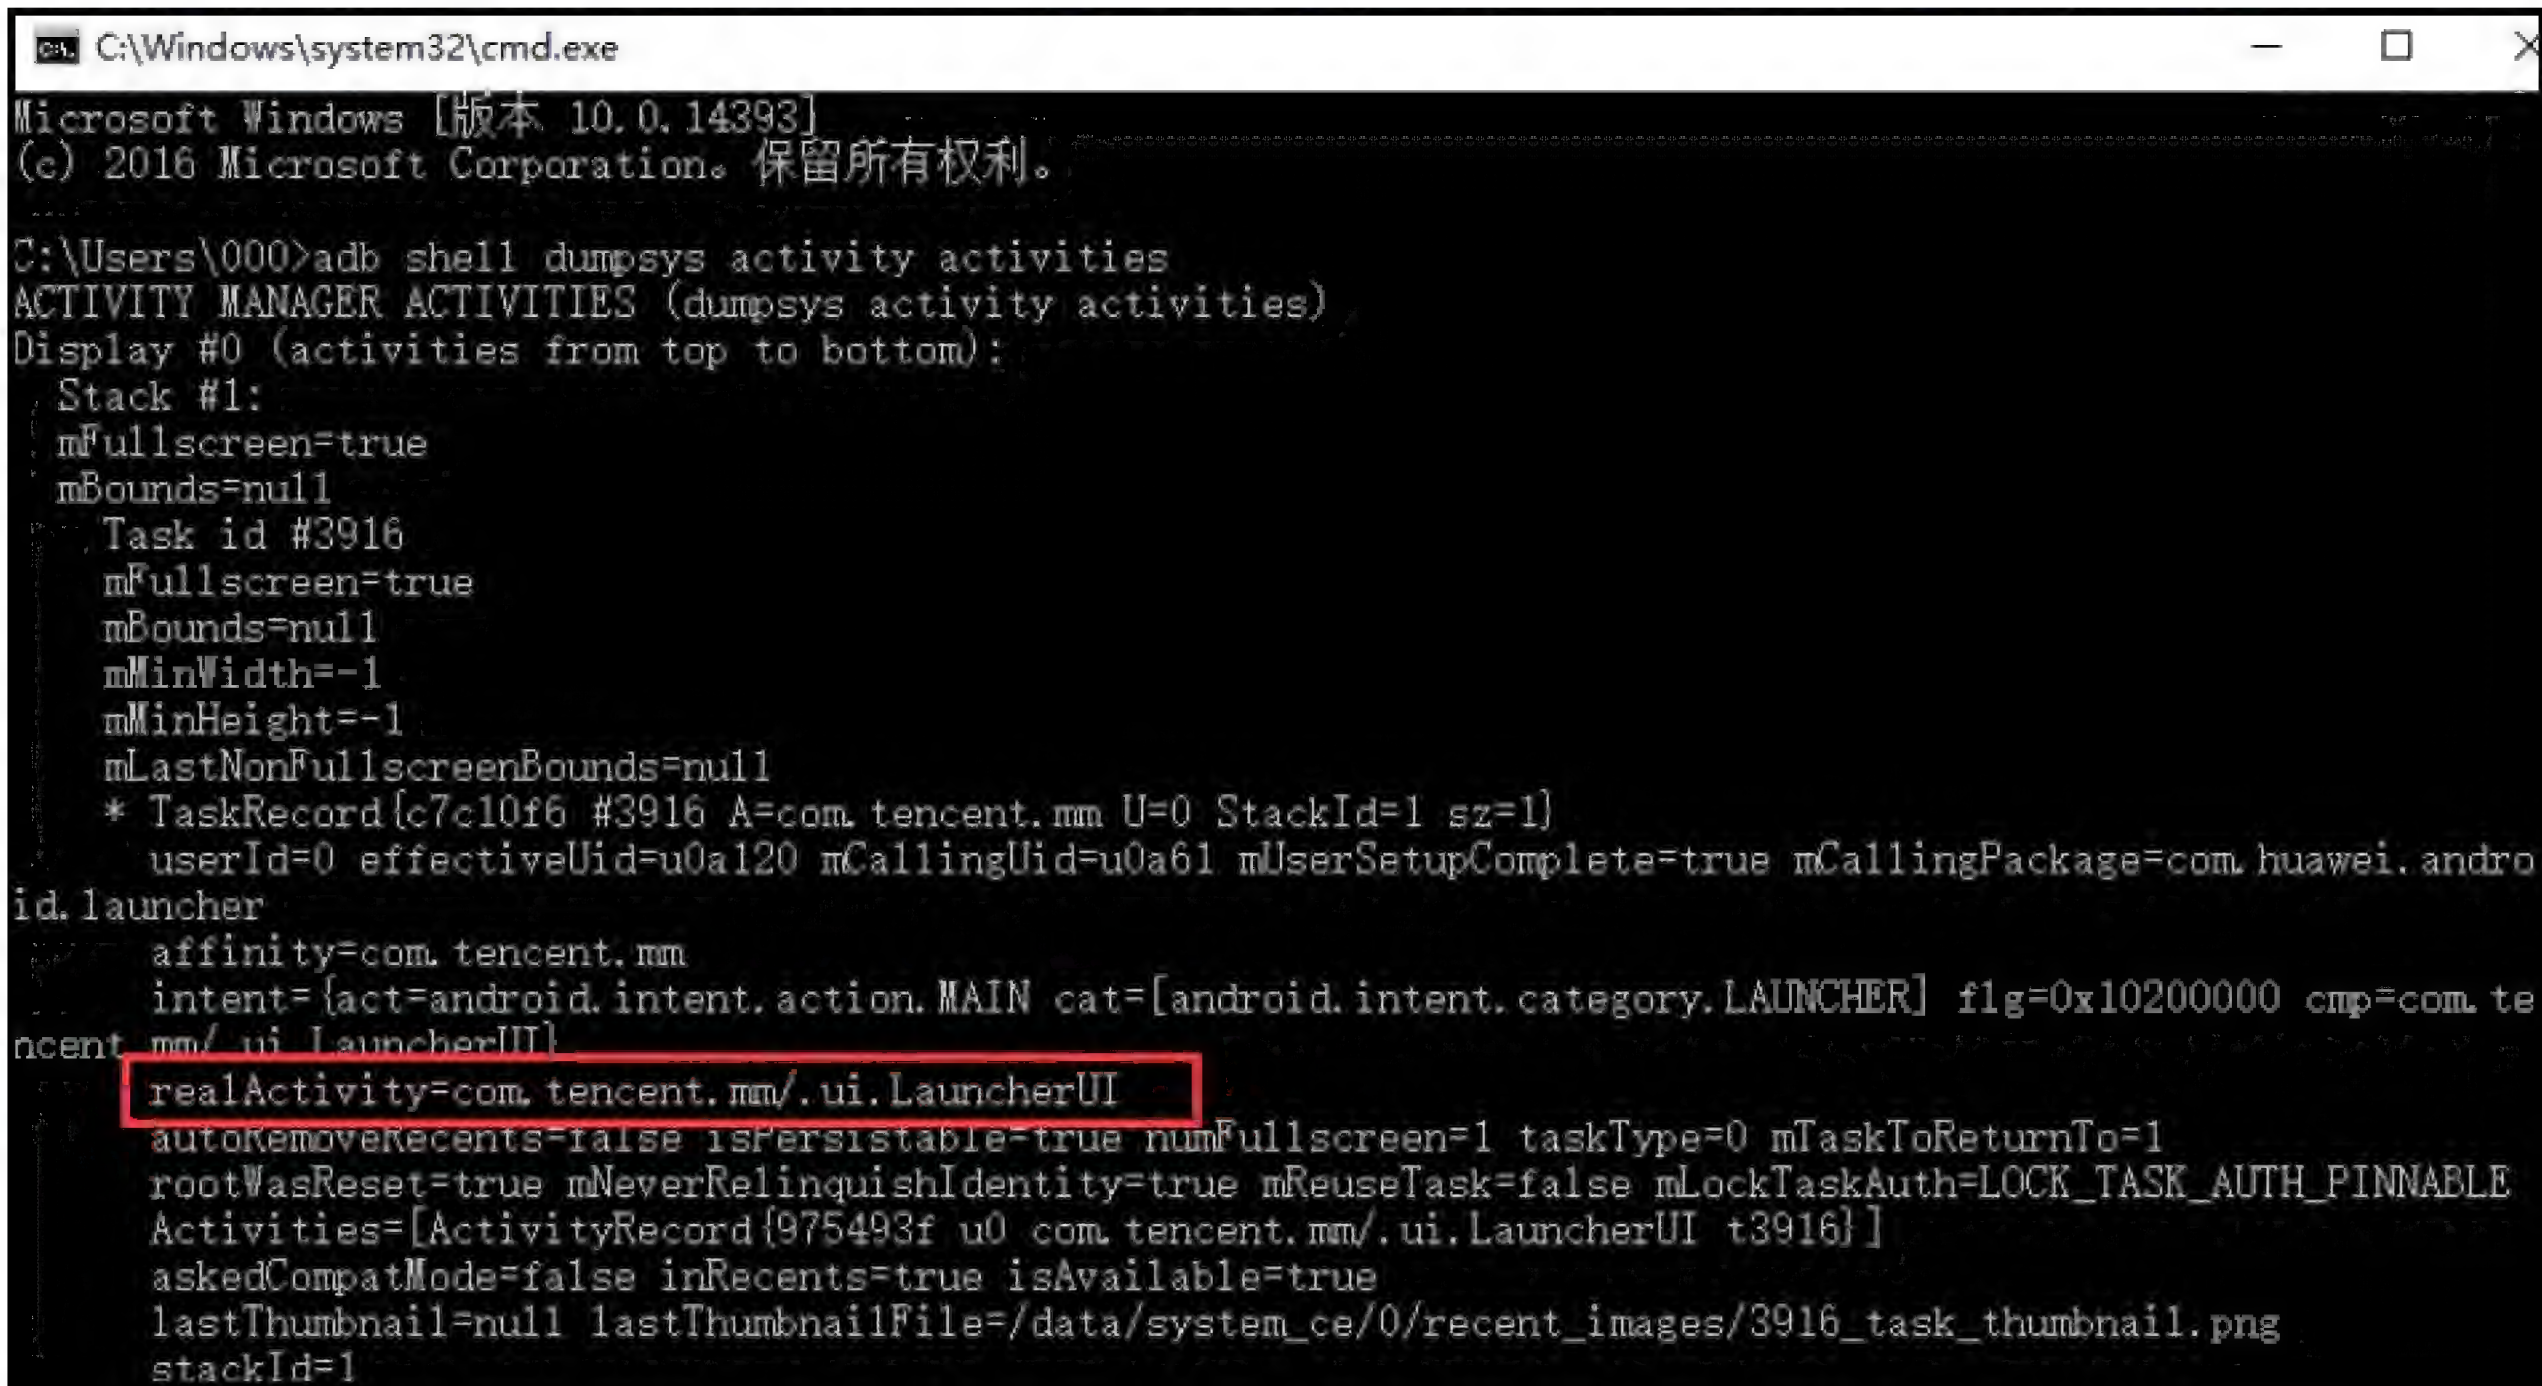 C:\Windows\system32\cmd.exe
Microsoft Windows [版本 10.0.14393]
(c) 2016 Microsoft Corporation。保留所有权利。
C:\Users\000>adb shell dumpsys activity activities
ACTIVITY MANAGER ACTIVITIES (dumpsys activity activities)
Display #0 (activities from top to bottom):
Stack #1:
mFullscreen=true
mBounds=null
Task id #3916
mFullscreen=true
mBounds=null
mMinWidth=-1
mMinHeight=-1
mLastNonFullscreenBounds=null
* TaskRecord{c7c10f6 #3916 A=com.tencent.mm U=0 StackId=1 sz=1}
userId=0 effectiveUid=u0a120 mCallingUid=u0a61 mUserSetupComplete=true mCallingPackage=com.huawei.andro
id.launcher
affinity=com.tencent.mm
intent={act=android.intent.action.MAIN cat=[android.intent.category.LAUNCHER] flg=0x10200000 cmp=com.te
ncent.mm/.ui.LauncherUI}
realActivity=com.tencent.mm/.ui.LauncherUI
autoRemoveRecents=false isPersistable=true numFullscreen=1 taskType=0 mTaskToReturnTo=1
rootWasReset=true mNeverRelinquishIdentity=true mReuseTask=false mLockTaskAuth=LOCK_TASK_AUTH_PINNABLE
Activities=[ActivityRecord{975493f u0 com.tencent.mm/.ui.LauncherUI t3916}]
askedCompatMode=false inRecents=true isAvailable=true
lastThumbnail=null lastThumbnailFile=/data/system_ce/0/recent_images/3916_task_thumbnail.png
stackId=1